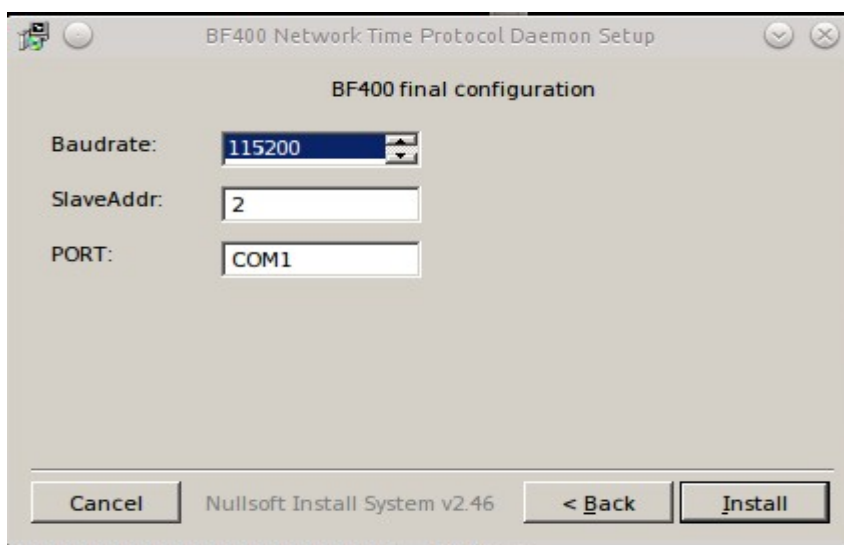 BF400 Network Time Protocol Daemon Setup
BF400 final configuration
Baudrate: 115200
SlaveAddr: 2
PORT: COM1
Cancel Nullsoft Install System v2.46 < Back Install